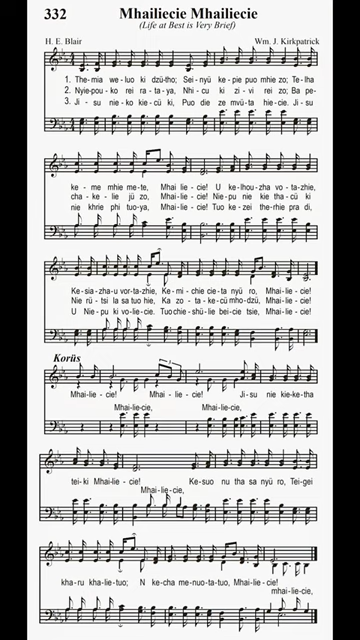 332 Mhailiecie Mhailiecie
(Life at Best is Very Brief)
H. E. Blair Wm. J. Kirkpatrick
1. The-mia we-luo ki dzü-tho; Sei-nyü ke-pie puo mhie zo; Te-lha
2. Nyie-pou-ko rei ra-ta-ya, Nhi-cu ki zi-vi rei zo; Ba pe-
3. Ji-su nie-ko kie-cü ki, Puo die ze mvü-ta hie-cie. Ji-su
ke-me mhie me-te, Mhai-lie-cie! U ke-lhou-zha vo-ta-zhie,
cha-ke-lie jü zo, Mhai-lie-cie! Nie-pu nie kie tha-cü ki
nie khrie phi tuo-ya, Mhai-lie-cie! Tuo ke-zei the-rhie pra di,
Ke-sia-zha-u vor-ta-zhie, Ke-mi-chie cie-ta nyü ro, Mhai-lie-cie!
Nie rü-tsi la sa tuo hie, Ka zo-ta-ke-cü mho-dzü, Mhai-lie-cie!
U Nie-pu ki vo-lie-cie. Tuo chie-shü-lie bei-cie tsie, Mhai-lie-cie!
Korüs
Mhai-lie-cie! Mhai-lie-cie! Ji-su nie kie-ke-tha
Mhai-lie-cie, Mhai-lie-cie,
tei-ki Mhai-lie-cie! Ke-suo nu tha sa nyü ro, Tei-gei
Mhai-lie-cie,
kha-ru kha-lie-tuo; N ke-cha me-nuo-ta-tuo, Mhai-lie-cie!
mhai-lie-cie,